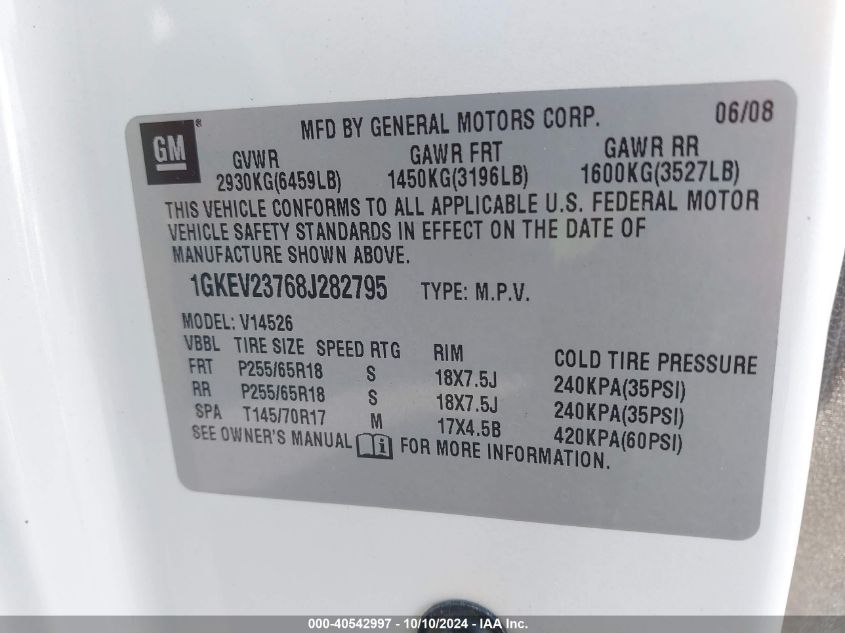 GM ®
MFD BY GENERAL MOTORS CORP. 06/08
GVWR GAWR FRT GAWR RR
2930KG(6459LB) 1450KG(3196LB) 1600KG(3527LB)
THIS VEHICLE CONFORMS TO ALL APPLICABLE U.S. FEDERAL MOTOR
VEHICLE SAFETY STANDARDS IN EFFECT ON THE DATE OF
MANUFACTURE SHOWN ABOVE.
1GKEV23768J282795 TYPE: M.P.V.
MODEL: V14526
VBBL TIRE SIZE SPEED RTG RIM COLD TIRE PRESSURE
FRT P255/65R18 S 18X7.5J 240KPA(35PSI)
RR P255/65R18 S 18X7.5J 240KPA(35PSI)
SPA T145/70R17 M 17X4.5B 420KPA(60PSI)
SEE OWNER'S MANUAL i FOR MORE INFORMATION.
000-40542997 - 10/10/2024 - IAA Inc.